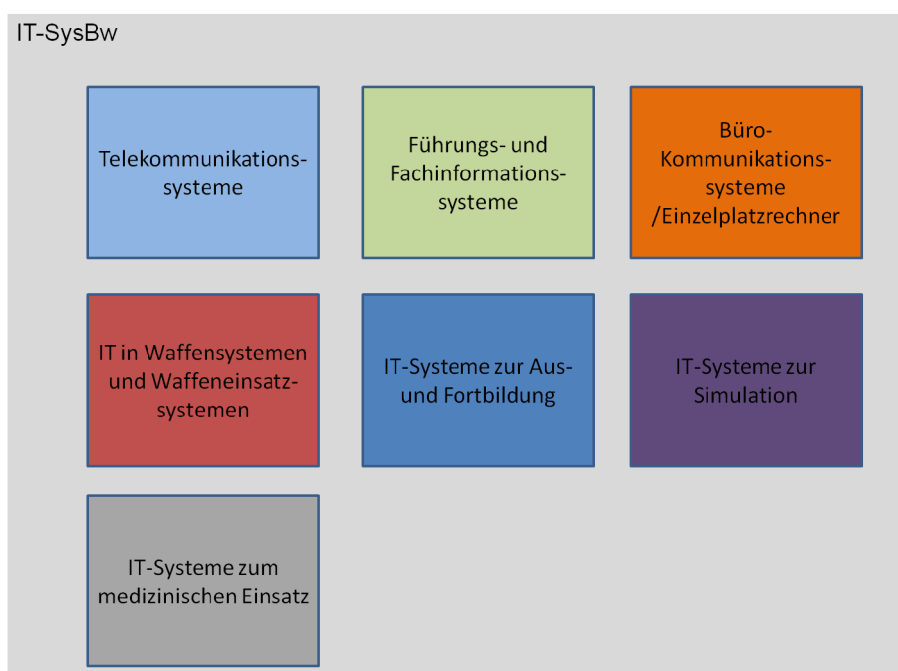 IT-SysBw
Telekommunikations-
systeme
Führungs- und
Fachinformations-
systeme
Büro-
Kommunikations-
systeme
/Einzelplatzrechner
IT in Waffensystemen
und Waffeneinsatz-
systemen
IT-Systeme zur Aus-
und Fortbildung
IT-Systeme zur
Simulation
IT-Systeme zum
medizinischen Einsatz